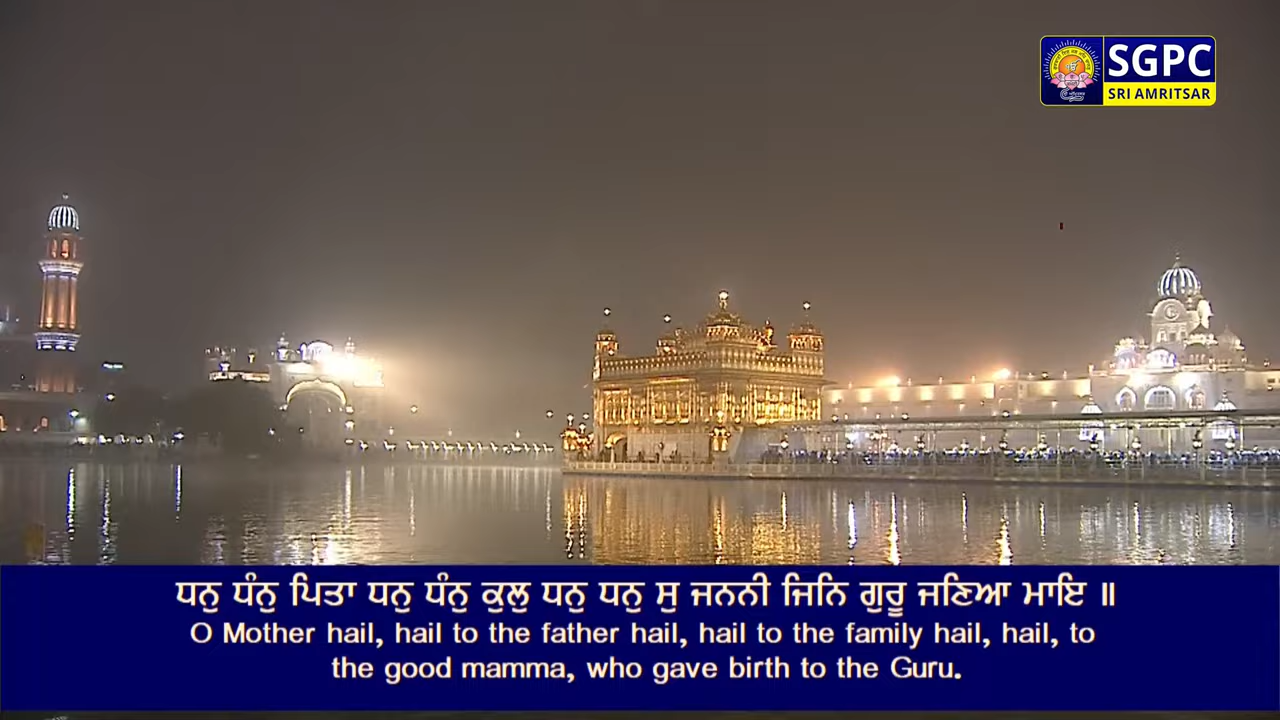 SGPC
SRI AMRITSAR
ਧਨੁ ਧੰਨੁ ਪਿਤਾ ਧਨੁ ਧੰਨੁ ਕੁਲੁ ਧਨੁ ਧਨੁ ਸੁ ਜਨਨੀ ਜਿਨਿ ਗੁਰੂ ਜਣਿਆ ਮਾਇ ॥
O Mother hail, hail to the father hail, hail to the family hail, hail, to
the good mamma, who gave birth to the Guru.